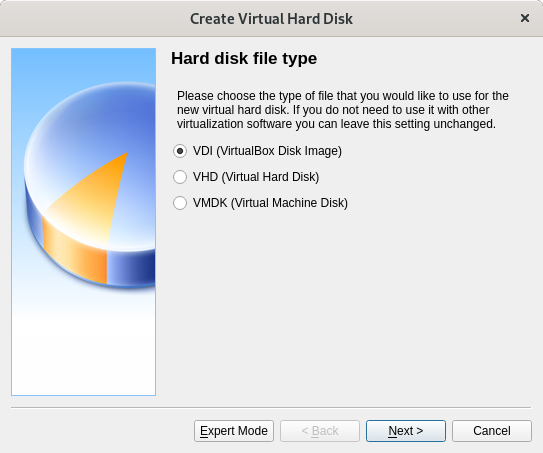 Create Virtual Hard Disk ×
Hard disk file type
Please choose the type of file that you would like to use for the
new virtual hard disk. If you do not need to use it with other
virtualization software you can leave this setting unchanged.
VDI (VirtualBox Disk Image)
VHD (Virtual Hard Disk)
VMDK (Virtual Machine Disk)
Expert Mode < Back Next > Cancel